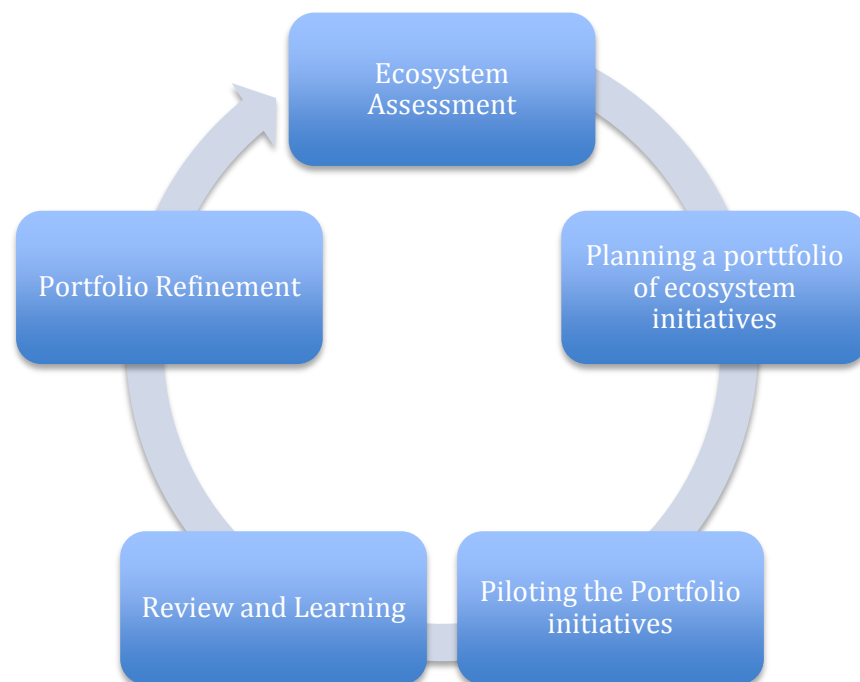 Ecosystem
Assessment
Planning a porttfolio
of ecosystem
initiatives
Piloting the Portfolio
initiatives
Review and Learning
Portfolio Refinement